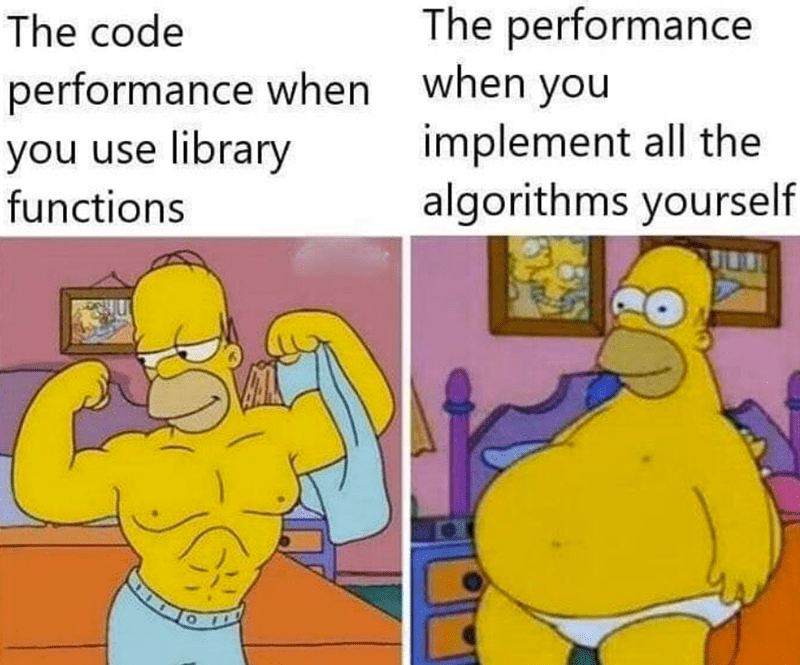 The code
performance when
you use library
functions
The performance
when you
implement all the
algorithms yourself